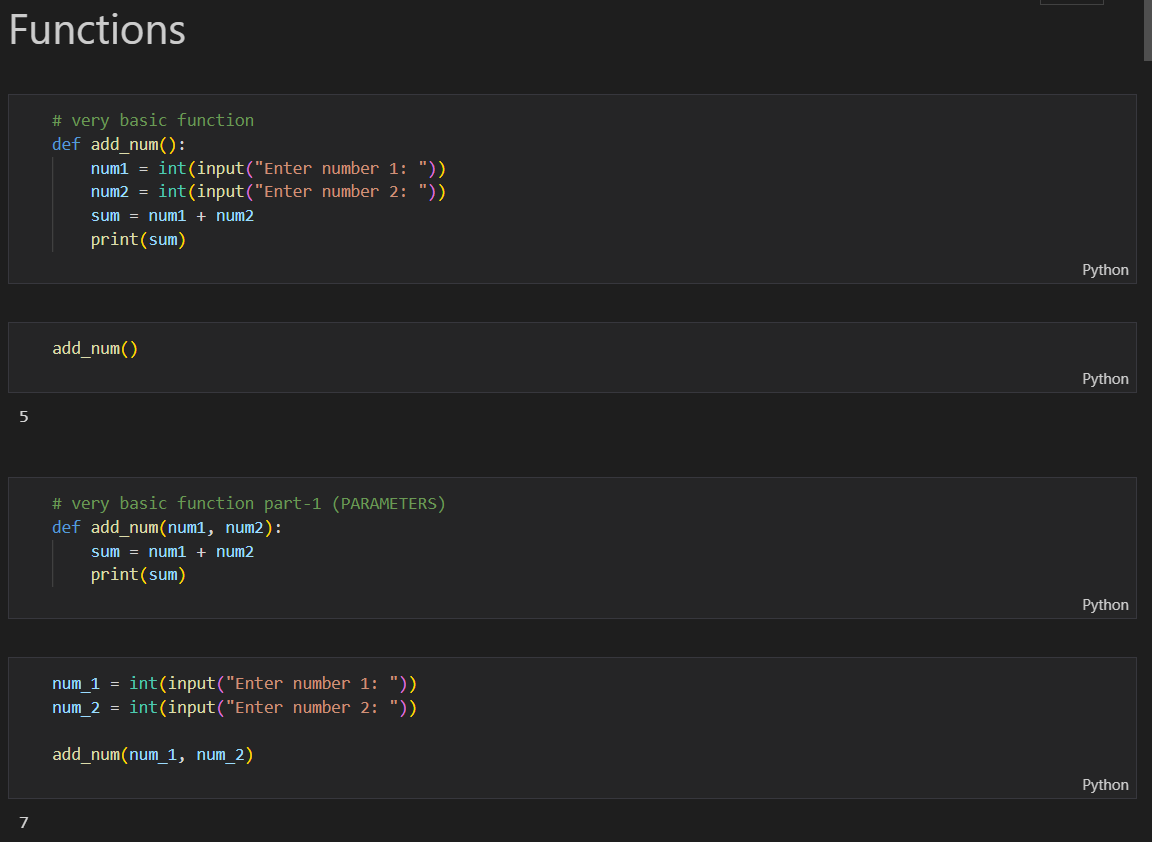 Functions
# very basic function
def add_num():
    num1 = int(input("Enter number 1: "))
    num2 = int(input("Enter number 2: "))
    sum = num1 + num2
    print(sum)
Python
add_num()
Python
5
# very basic function part-1 (PARAMETERS)
def add_num(num1, num2):
    sum = num1 + num2
    print(sum)
Python
num_1 = int(input("Enter number 1: "))
num_2 = int(input("Enter number 2: "))
add_num(num_1, num_2)
Python
7